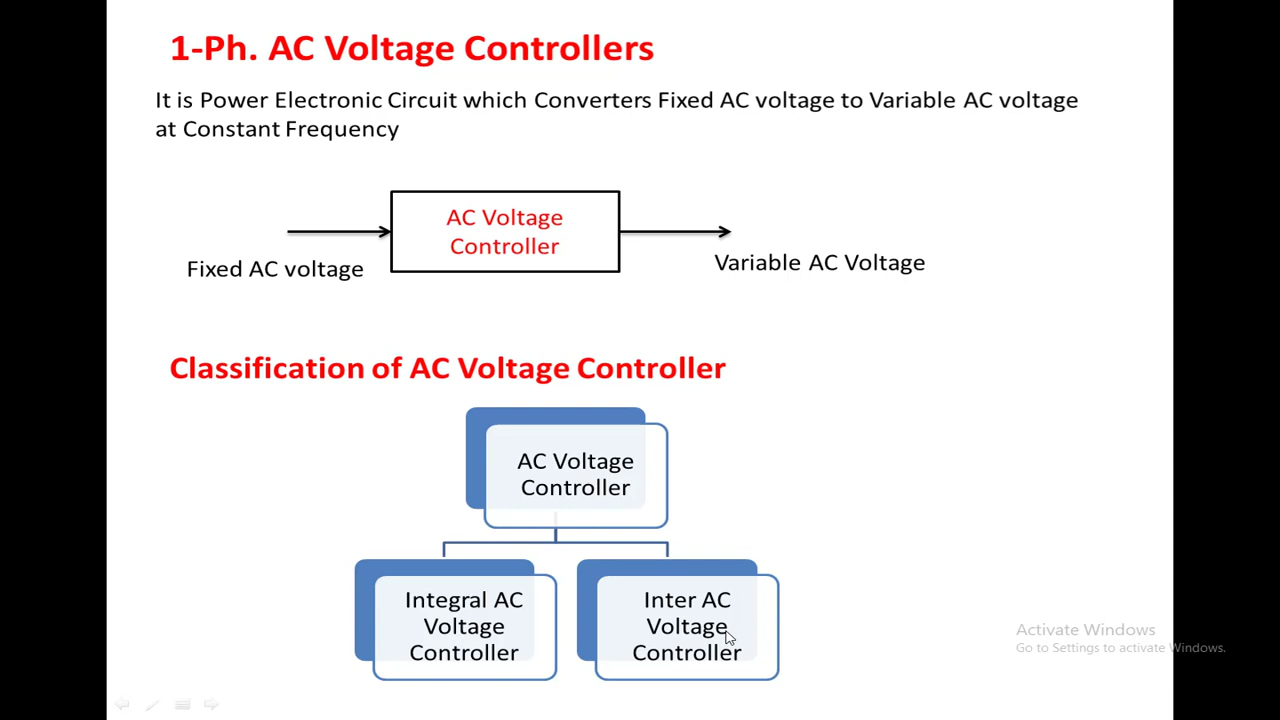 1-Ph. AC Voltage Controllers
It is Power Electronic Circuit which Converters Fixed AC voltage to Variable AC voltage
at Constant Frequency
AC Voltage
Controller
Fixed AC voltage
Variable AC Voltage
Classification of AC Voltage Controller
AC Voltage
Controller
Integral AC
Voltage
Controller
Inter AC
Voltage
Controller
Activate Windows
Go to Settings to activate Windows.